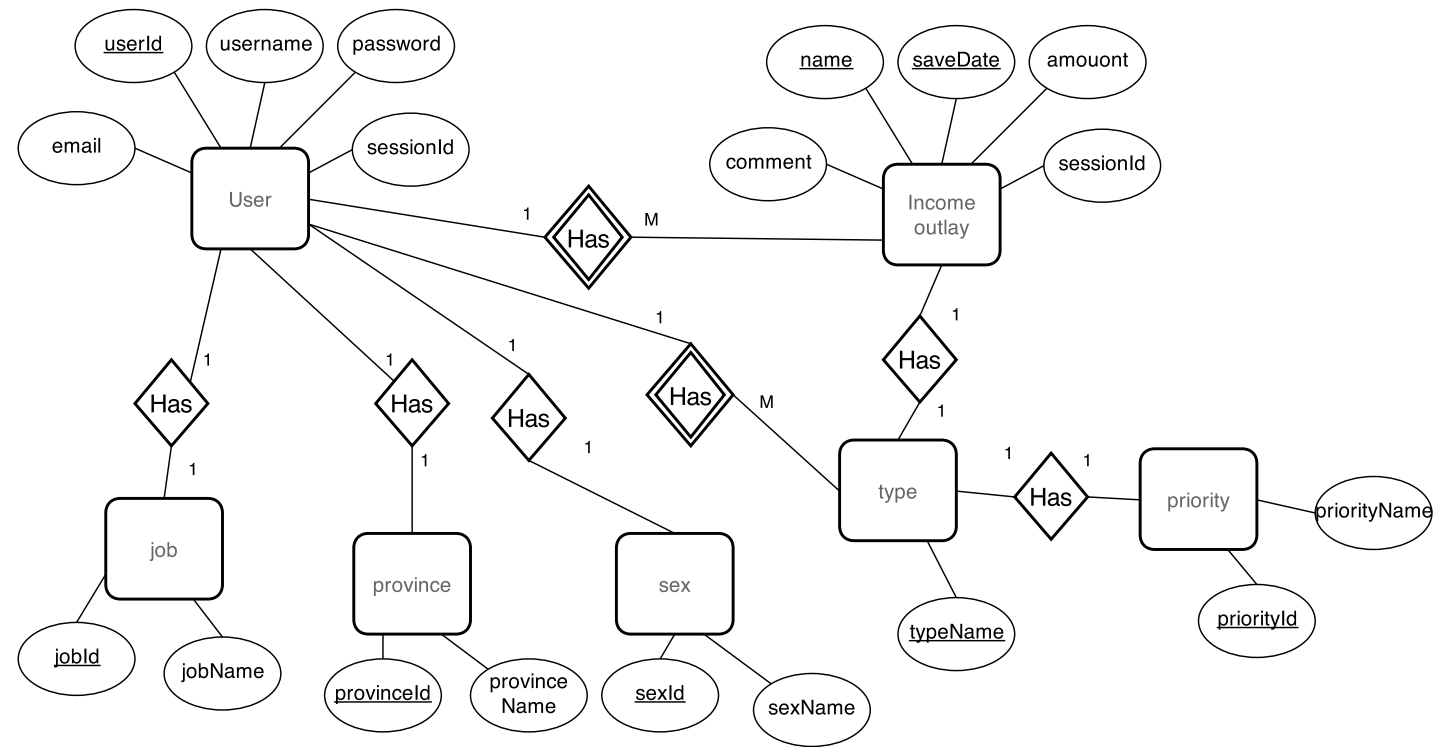 userId
username
password
name
saveDate
amouont
email
sessionId
comment
sessionId
User
Income
outlay
1
Has
M
1
1
1
1
1
Has
Has
Has
Has
Has
M
1
1
1
1
1
1
type
Has
priority
priorityName
job
province
sex
typeName
priorityId
jobId
jobName
provinceId
province
Name
sexId
sexName